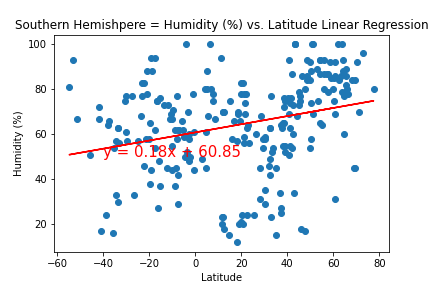 Southern Hemishpere = Humidity (%) vs. Latitude Linear Regression
100
80
60
40
20
Humidity (%)
y = 0.18x + 60.85
−60 −40 −20 0 20 40 60 80
Latitude